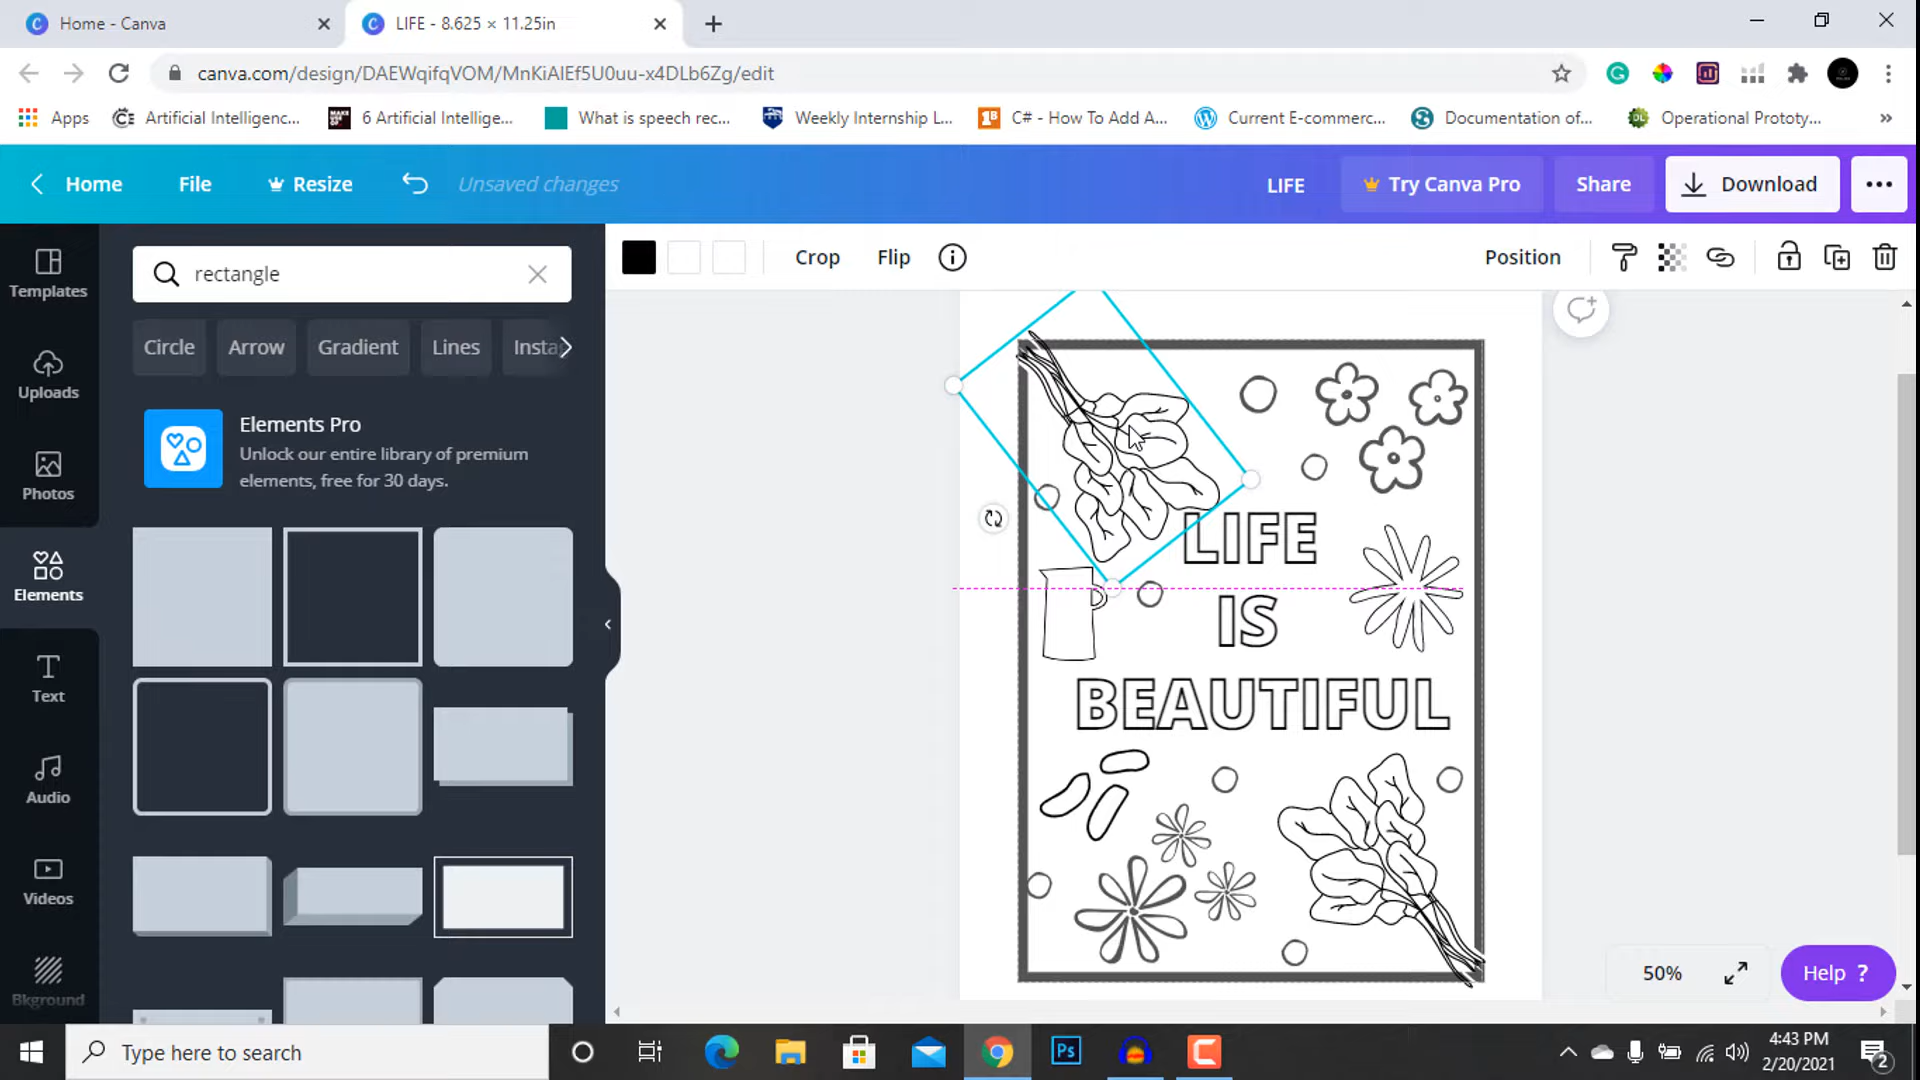 Home - Canva
LIFE - 8.625 × 11.25in
canva.com/design/DAEWqifqVOM/MnKiAlEf5U0uu-x4DLb6Zg/edit
Apps
Artificial Intelligenc...
6 Artificial Intellige...
What is speech rec...
Weekly Internship L...
C# - How To Add A...
Current E-commerc...
Documentation of...
Operational Prototy...
Home
File
Resize
Unsaved changes
LIFE
Try Canva Pro
Share
Download
rectangle
Crop
Flip
Position
Templates
Uploads
Photos
Elements
Text
Audio
Videos
Bkground
Circle
Arrow
Gradient
Lines
Insta
Elements Pro
Unlock our entire library of premium
elements, free for 30 days.
LIFE
IS
BEAUTIFUL
50%
Help ?
Type here to search
Ps
4:43 PM
2/20/2021
2